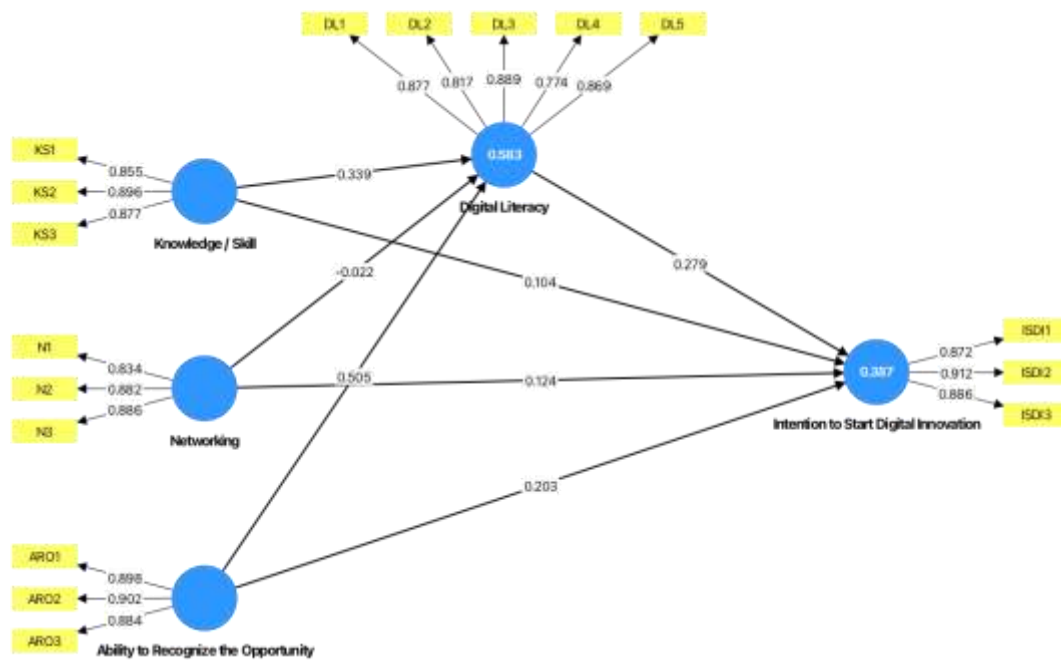 DL1 DL2 DL3 DL4 DL5
0.877 0.817 0.889 0.774 0.869
0.583
Digital Literacy
KS1
KS2
KS3
0.855
0.896
0.877
Knowledge / Skill
0.339
-0.022
0.505
0.279
0.104
0.124
0.203
N1
N2
N3
0.834
0.882
0.886
Networking
0.387
Intention to Start Digital Innovation
0.872
0.912
0.886
ISDI1
ISDI2
ISDI3
ARO1
ARO2
ARO3
0.898
0.902
0.884
Ability to Recognize the Opportunity